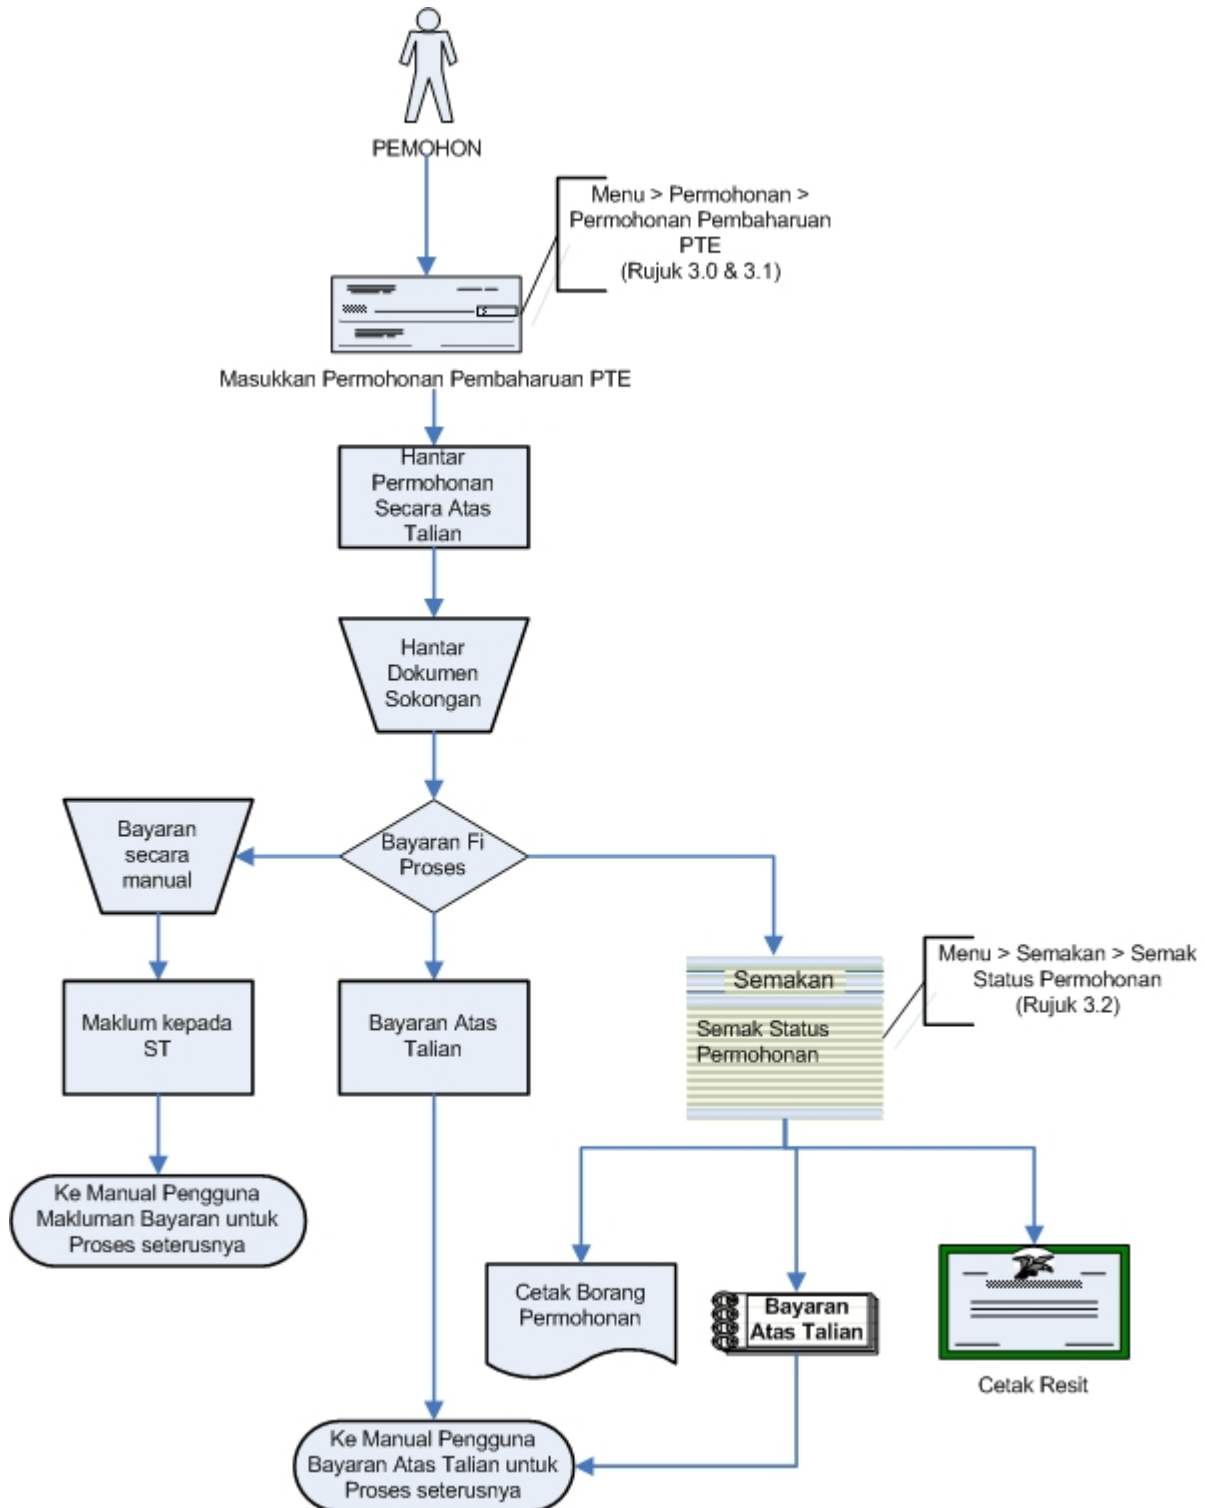 PEMOHON
Menu > Permohonan >
Permohonan Pembaharuan
PTE
(Rujuk 3.0 & 3.1)
Masukkan Permohonan Pembaharuan PTE
Hantar
Permohonan
Secara Atas
Talian
Hantar
Dokumen
Sokongan
Bayaran
secara
manual
Bayaran Fi
Proses
Menu > Semakan > Semak
Status Permohonan
(Rujuk 3.2)
Semakan
Semak Status
Permohonan
Maklum kepada
ST
Bayaran Atas
Talian
Ke Manual Pengguna
Makluman Bayaran untuk
Proses seterusnya
Cetak Borang
Permohonan
Bayaran
Atas Talian
Cetak Resit
Ke Manual Pengguna
Bayaran Atas Talian untuk
Proses seterusnya